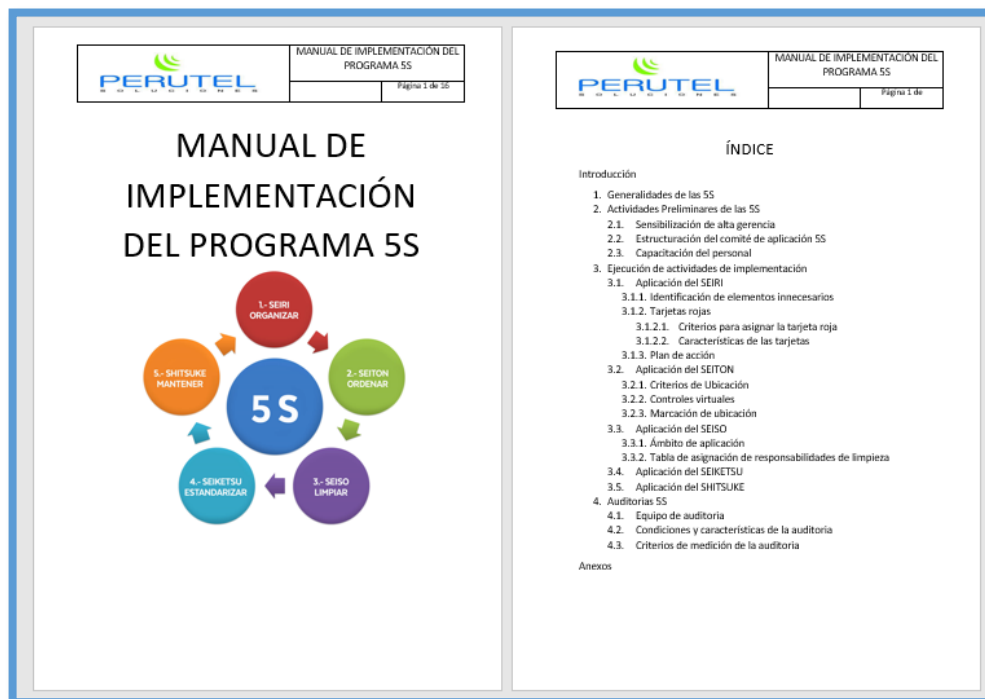 PERUTEL
SOLUCIONES
MANUAL DE IMPLEMENTACIÓN DEL
PROGRAMA 5S
Página 1 de 16
MANUAL DE
IMPLEMENTACIÓN
DEL PROGRAMA 5S
1.- SEIRI
ORGANIZAR
2.- SEITON
ORDENAR
3.- SEISO
LIMPIAR
4.- SEIKETSU
ESTANDARIZAR
5.- SHITSUKE
MANTENER
5 S
PERUTEL
SOLUCIONES
MANUAL DE IMPLEMENTACIÓN DEL
PROGRAMA 5S
Página 1 de
ÍNDICE
Introducción
1. Generalidades de las 5S
2. Actividades Preliminares de las 5S
2.1. Sensibilización de alta gerencia
2.2. Estructuración del comité de aplicación 5S
2.3. Capacitación del personal
3. Ejecución de actividades de implementación
3.1. Aplicación del SEIRI
3.1.1. Identificación de elementos innecesarios
3.1.2. Tarjetas rojas
3.1.2.1. Criterios para asignar la tarjeta roja
3.1.2.2. Características de las tarjetas
3.1.3. Plan de acción
3.2. Aplicación del SEITON
3.2.1. Criterios de Ubicación
3.2.2. Controles virtuales
3.2.3. Marcación de ubicación
3.3. Aplicación del SEISO
3.3.1. Ámbito de aplicación
3.3.2. Tabla de asignación de responsabilidades de limpieza
3.4. Aplicación del SEIKETSU
3.5. Aplicación del SHITSUKE
4. Auditorias 5S
4.1. Equipo de auditoria
4.2. Condiciones y características de la auditoria
4.3. Criterios de medición de la auditoria
Anexos